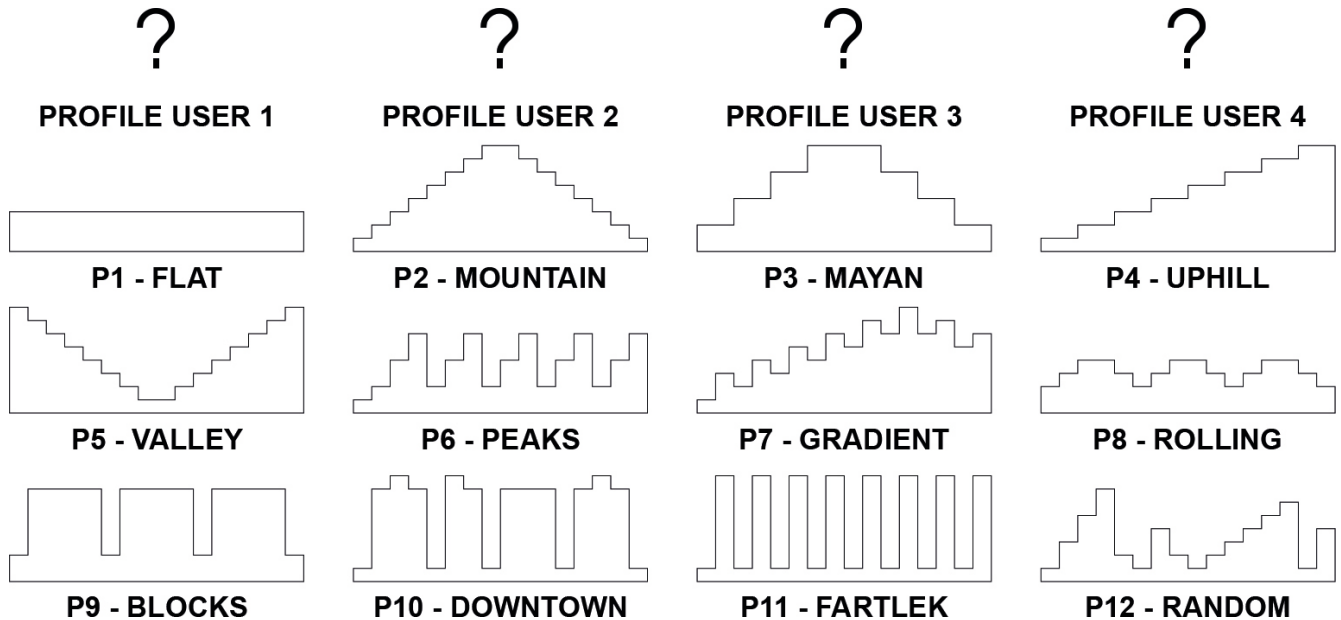 ? ? ? ?
PROFILE USER 1 PROFILE USER 2 PROFILE USER 3 PROFILE USER 4
P1 - FLAT P2 - MOUNTAIN P3 - MAYAN P4 - UPHILL
P5 - VALLEY P6 - PEAKS P7 - GRADIENT P8 - ROLLING
P9 - BLOCKS P10 - DOWNTOWN P11 - FARTLEK P12 - RANDOM